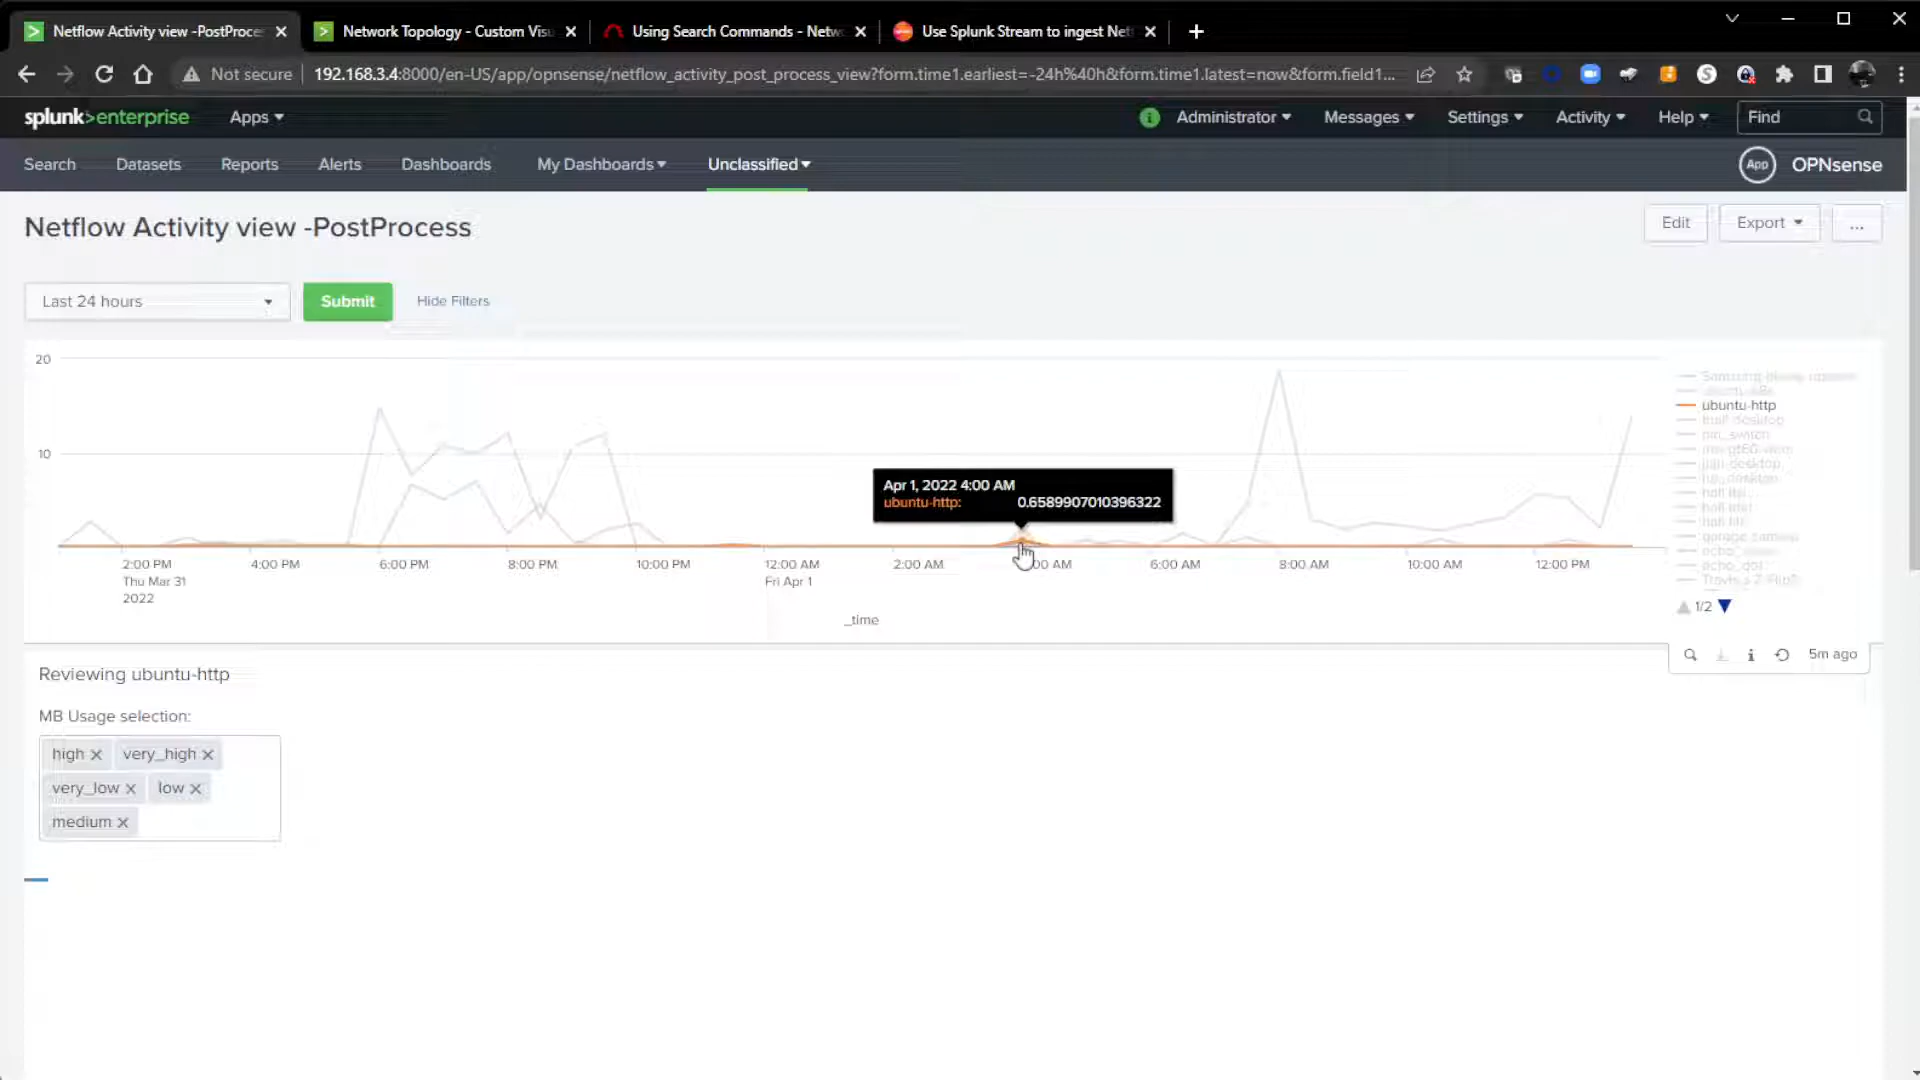 Netflow Activity view -PostProce
Network Topology - Custom Visu
Using Search Commands - Netw
Use Splunk Stream to ingest Net
Not secure
192.168.3.4:8000/en-US/app/opnsense/netflow_activity_post_process_view?form.time1.earliest=-24h%40h&form.time1.latest=now&form.field1...
splunk>enterprise
Apps
Administrator
Messages
Settings
Activity
Help
Find
Search
Datasets
Reports
Alerts
Dashboards
My Dashboards
Unclassified
App
OPNsense
Netflow Activity view -PostProcess
Edit
Export
...
Last 24 hours
Submit
Hide Filters
20
10
Apr 1, 2022 4:00 AM
ubuntu-http: 0.6589907010396322
2:00 PM
Thu Mar 31
2022
4:00 PM
6:00 PM
8:00 PM
10:00 PM
12:00 AM
Fri Apr 1
2:00 AM
00 AM
6:00 AM
8:00 AM
10:00 AM
12:00 PM
_time
ubuntu-http
1/2
5m ago
Reviewing ubuntu-http
MB Usage selection:
high
very_high
very_low
low
medium